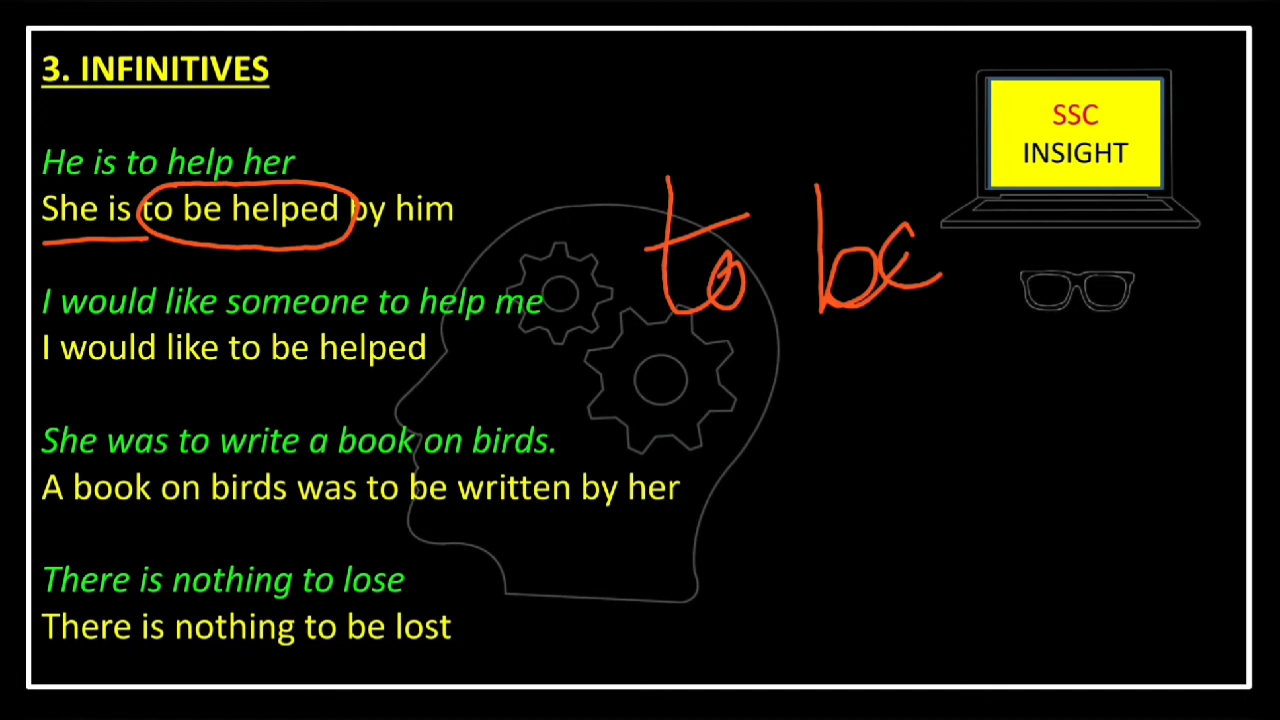 3. INFINITIVES
SSC
INSIGHT
He is to help her
She is to be helped by him
to be
I would like someone to help me
I would like to be helped
She was to write a book on birds.
A book on birds was to be written by her
There is nothing to lose
There is nothing to be lost